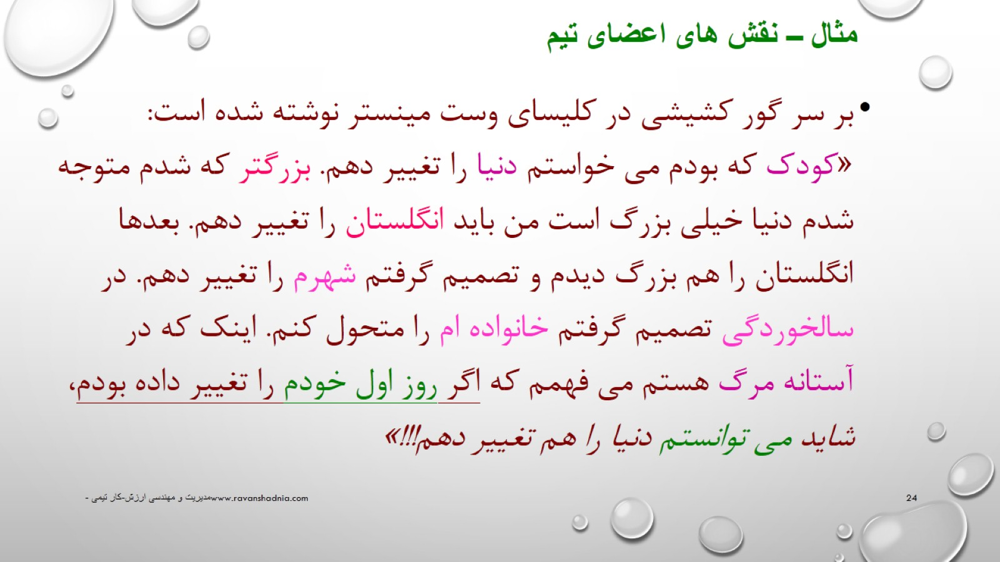 مثال – نقش های اعضای تیم
• بر سر گور کشیشی در کلیسای وست مینستر نوشته شده است:
«کودک که بودم می خواستم دنیا را تغییر دهم. بزرگتر که شدم متوجه
شدم دنیا خیلی بزرگ است من باید انگلستان را تغییر دهم. بعدها
انگلستان را هم بزرگ دیدم و تصمیم گرفتم شهرم را تغییر دهم. در
سالخوردگی تصمیم گرفتم خانواده ام را متحول کنم. اینک که در
آستانه مرگ هستم می فهمم که اگر روز اول خودم را تغییر داده بودم،
شاید می توانستم دنیا را هم تغییر دهم!!!»
www.ravanshadnia.comمدیریت و مهندسی ارزش-کار تیمی -
24